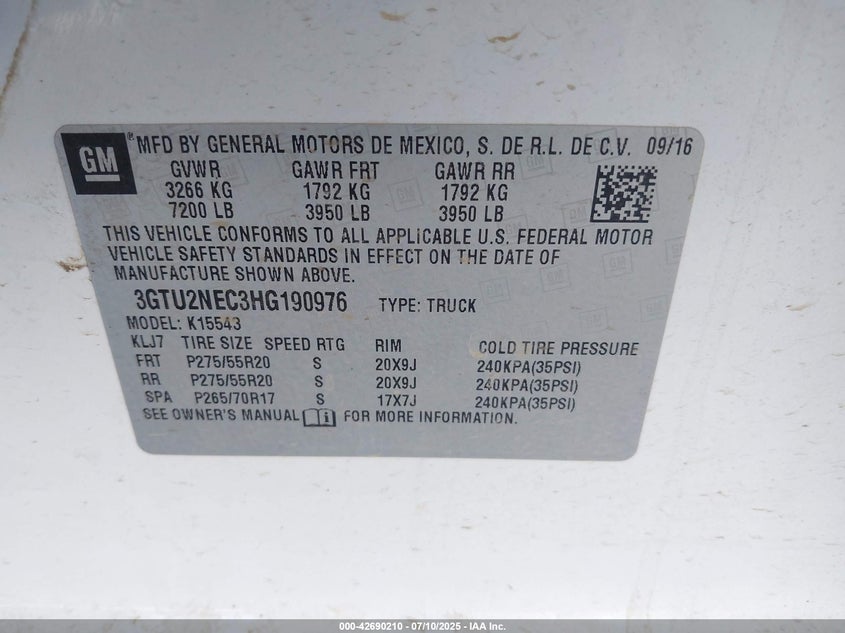 GM
® MFD BY GENERAL MOTORS DE MEXICO, S. DE R.L. DE C.V. 09/16
GVWR GAWR FRT GAWR RR
3266 KG 1792 KG 1792 KG
7200 LB 3950 LB 3950 LB
THIS VEHICLE CONFORMS TO ALL APPLICABLE U.S. FEDERAL MOTOR
VEHICLE SAFETY STANDARDS IN EFFECT ON THE DATE OF
MANUFACTURE SHOWN ABOVE.
3GTU2NEC3HG190976 TYPE: TRUCK
MODEL: K15543
KLJ7 TIRE SIZE SPEED RTG RIM COLD TIRE PRESSURE
FRT P275/55R20 S 20X9J 240KPA(35PSI)
RR P275/55R20 S 20X9J 240KPA(35PSI)
SPA P265/70R17 S 17X7J 240KPA(35PSI)
SEE OWNER'S MANUAL FOR MORE INFORMATION.
000-42690210 - 07/10/2025 - IAA Inc.